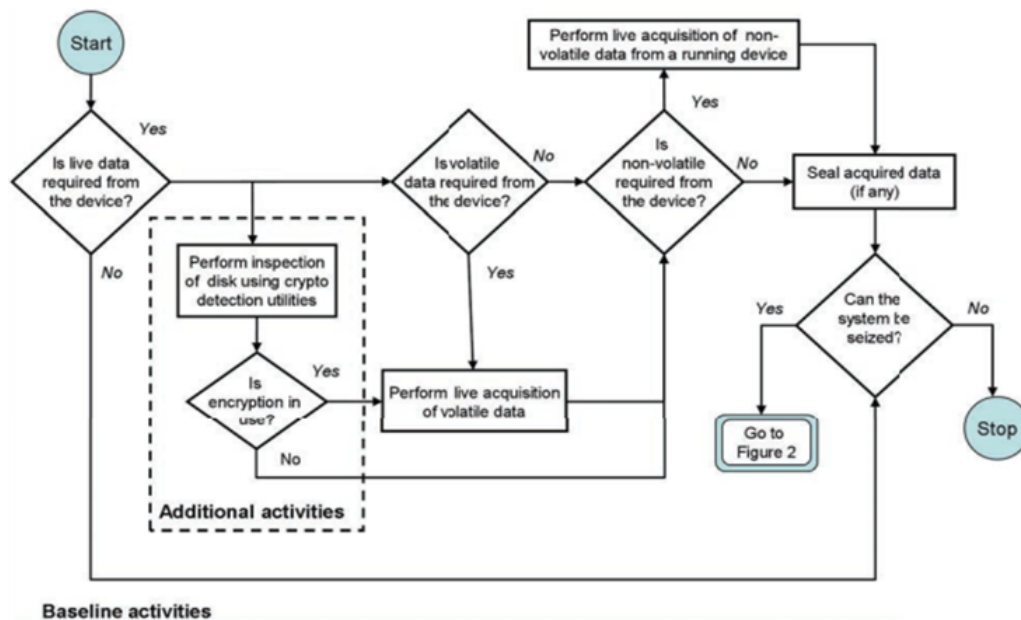 Start
Yes
Is live data
required from
the device?
No
Perform inspection
of disk using crypto
detection utilities
Is
encryption in
use?
Yes
No
Additional activities
Is volatile
data required from
the device?
No
Yes
Perform live acquisition
of volatile data
Perform live acquisition of non-
volatile data from a running device
Yes
Is
non-volatile
required from
the device?
No
Seal acquired data
(if any)
Can the
system be
seized?
Yes
No
Go to
Figure 2
Stop
Baseline activities